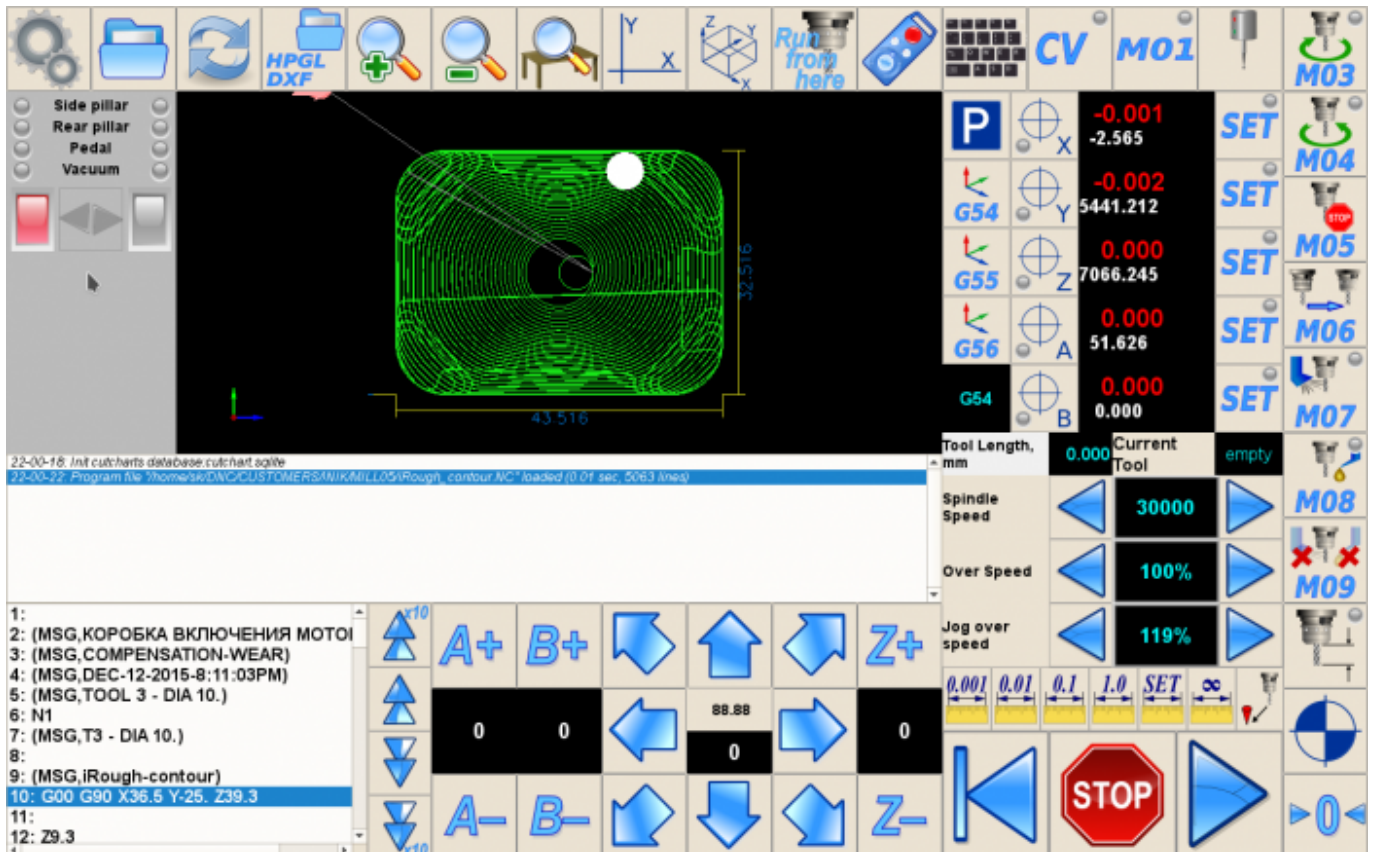 HPGL
DXF
Y
X
Z
Y
X
Run
from
here
CV
M01
M03
Side pillar
Rear pillar
Pedal
Vacuum
32.516
43.516
P
X
-0.001
-2.565
SET
M04
G54
Y
-0.002
5441.212
SET
STOP
M05
G55
Z
0.000
7066.245
SET
M06
G56
A
0.000
51.626
SET
G54
B
0.000
0.000
SET
M07
22-00-18: Init cutcharts database:cutchart.sqlite
22-00-22: Program file "/home/sk/DNC/CUSTOMERS/INIK/MILL05/iRough_contour.NC" loaded (0.01 sec, 5063 lines)
Tool Length, mm
0.000
Current Tool
empty
M08
Spindle Speed
30000
Over Speed
100%
M09
Jog over speed
119%
1:
2: (MSG,КОРОБКА ВКЛЮЧЕНИЯ МОТО
3: (MSG,COMPENSATION-WEAR)
4: (MSG,DEC-12-2015-8:11:03PM)
5: (MSG,TOOL 3 - DIA 10.)
6: N1
7: (MSG,T3 - DIA 10.)
8:
9: (MSG,iRough-contour)
10: G00 G90 X36.5 Y-25. Z39.3
11:
12: Z9.3
x10
x10
A+
B+
Z+
0
0
88.88
0
0
A–
B–
Z–
0.001
0.01
0.1
1.0
SET
∞
STOP
0